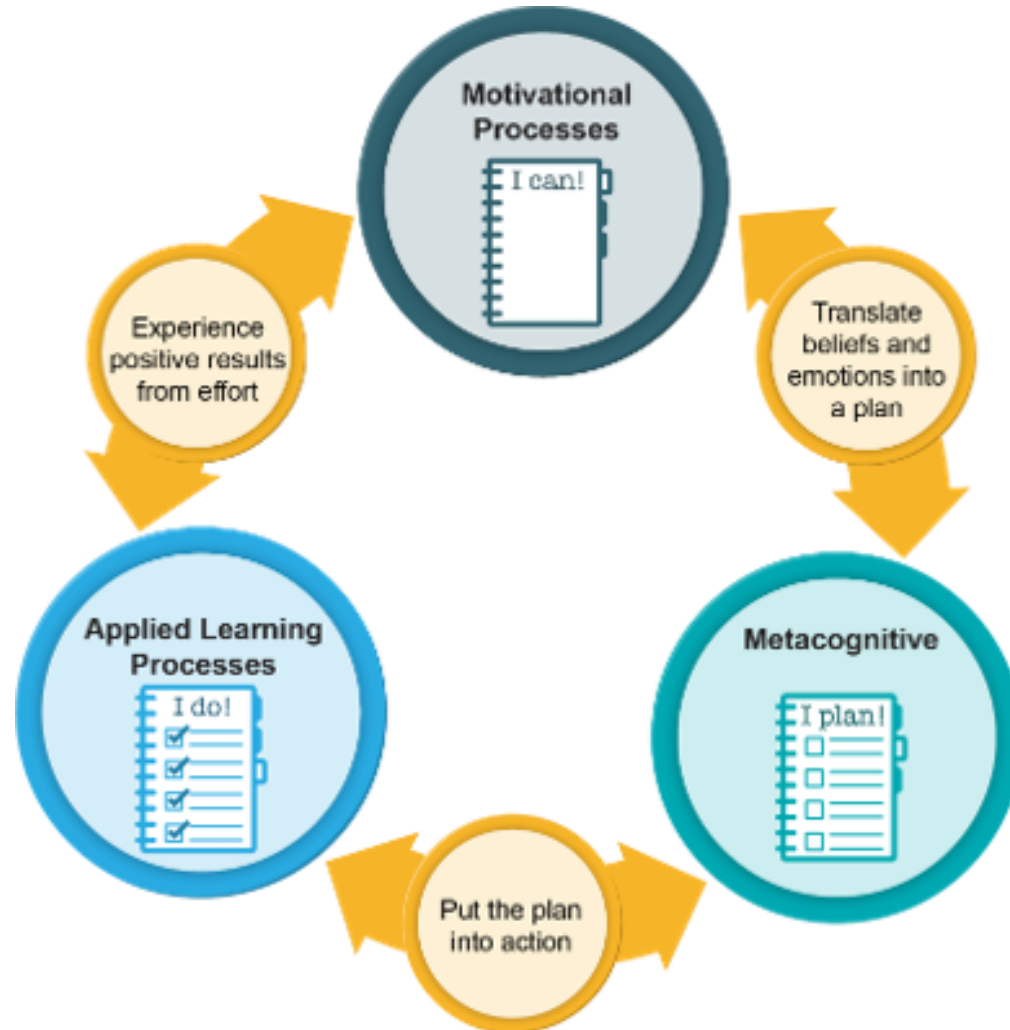 Motivational
Processes
I can!
Experience
positive results
from effort
Translate
beliefs and
emotions into
a plan
Applied Learning
Processes
I do!
Metacognitive
I plan!
Put the plan
into action